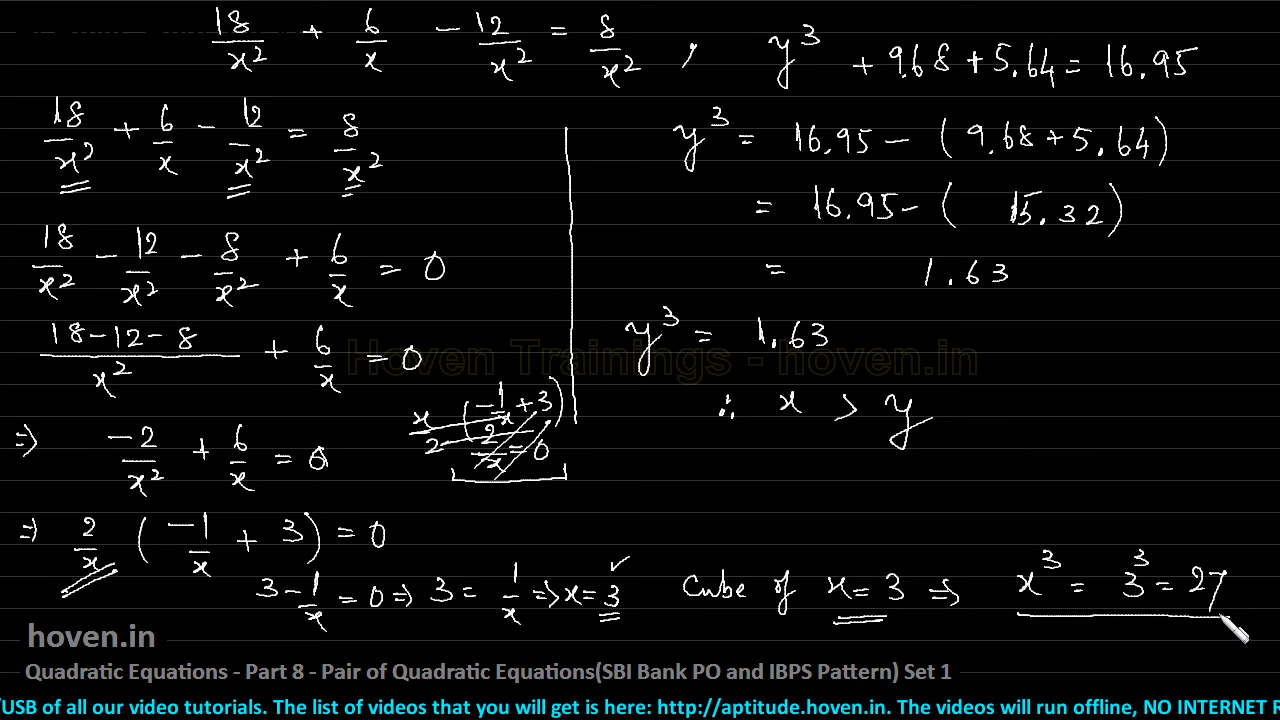 18/x² + 6/x - 12/x² = 8/x² , y³ + 9.68 + 5.64 = 16.95
18/x² + 6/x - 12/x² = 8/x²
18/x² - 12/x² - 8/x² + 6/x = 0
(18-12-8)/x² + 6/x = 0
=> -2/x² + 6/x = 0
=> 2/x (-1/x + 3) = 0
3 - 1/x = 0 => 3 = 1/x => x = 3 ✓
x/2 (-1/x + 3)
2/x = 0
y³ = 16.95 - (9.68 + 5.64)
= 16.95 - ( 15.32)
= 1.63
y³ = 1.63
∴ x > y
Cube of x = 3 => x³ = 3³ = 27
Hoven Trainings - hoven.in
hoven.in
Quadratic Equations - Part 8 - Pair of Quadratic Equations(SBI Bank PO and IBPS Pattern) Set 1
/USB of all our video tutorials. The list of videos that you will get is here: http://aptitude.hoven.in. The videos will run offline, NO INTERNET R